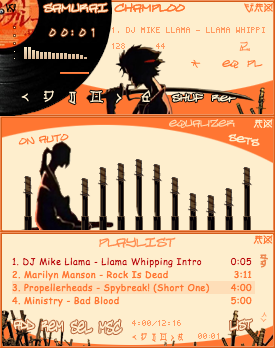 SAMURAI CHAMPLOO
00:01
1. DJ MIKE LLAMA - LLAMA WHIPPI
128 44
EQ PL
SHUF REP
EQUALIZER
ON AUTO
SETS
PLAYLIST
1. DJ Mike Llama - Llama Whipping Intro 0:05
2. Marilyn Manson - Rock Is Dead 3:11
3. Propellerheads - Spybreak! (Short One) 4:00
4. Ministry - Bad Blood 5:00
ADD REM SEL MSC 4:00/12:16 LIST
00:01